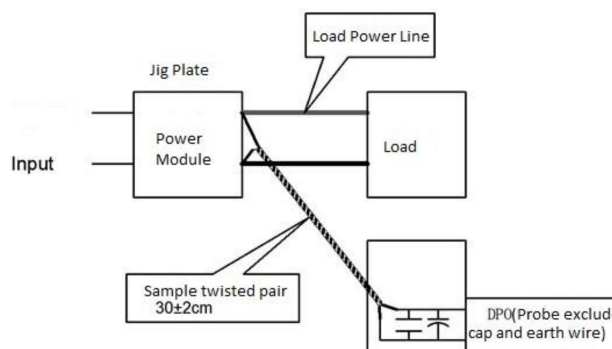 Load Power Line
Jig Plate
Power
Module
Load
Input
Sample twisted pair
30±2cm
DPO(Probe exclude
cap and earth wire)